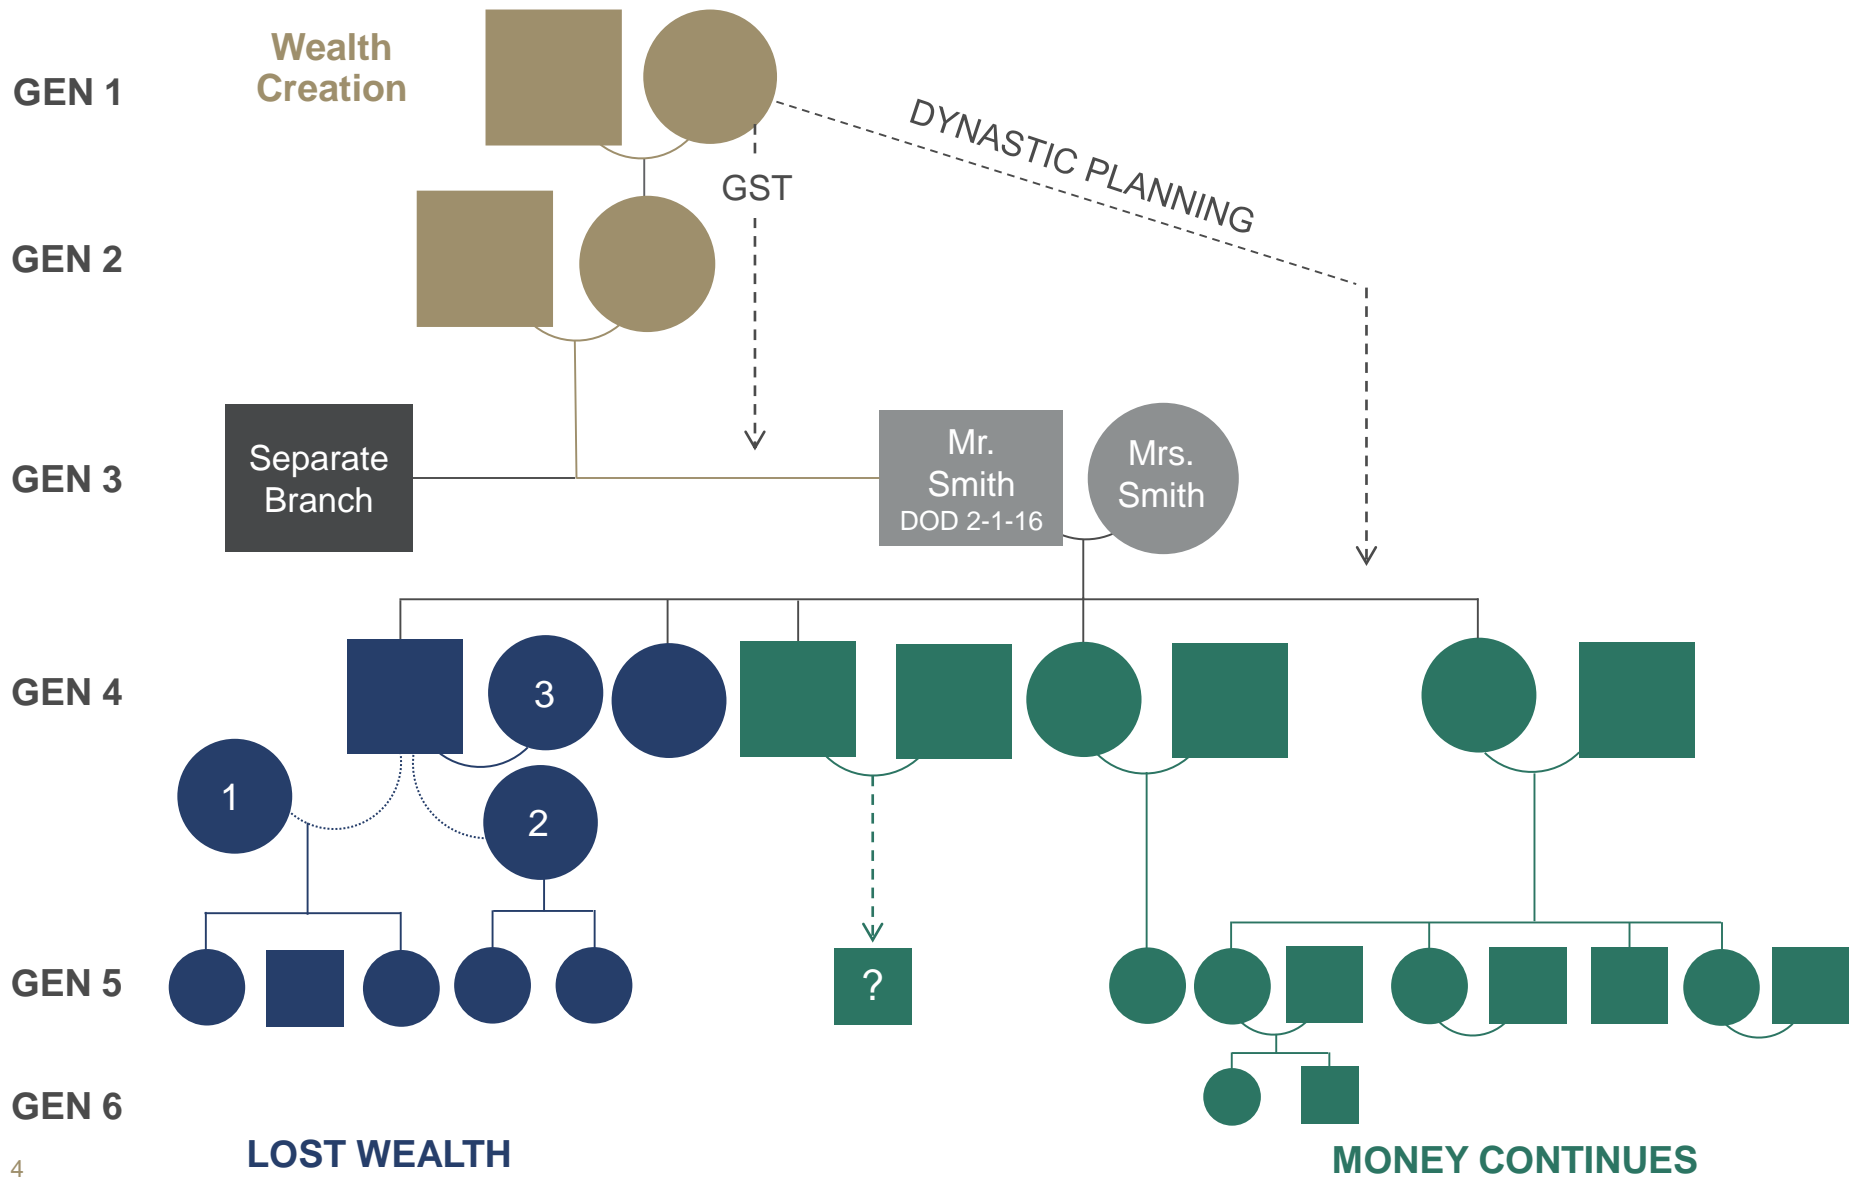 Wealth
Creation
GEN 1
DYNASTIC PLANNING
GST
GEN 2
Separate
Branch
Mr.
Smith
DOD 2-1-16
Mrs.
Smith
GEN 3
3
GEN 4
1
2
GEN 5
?
GEN 6
LOST WEALTH
MONEY CONTINUES
4